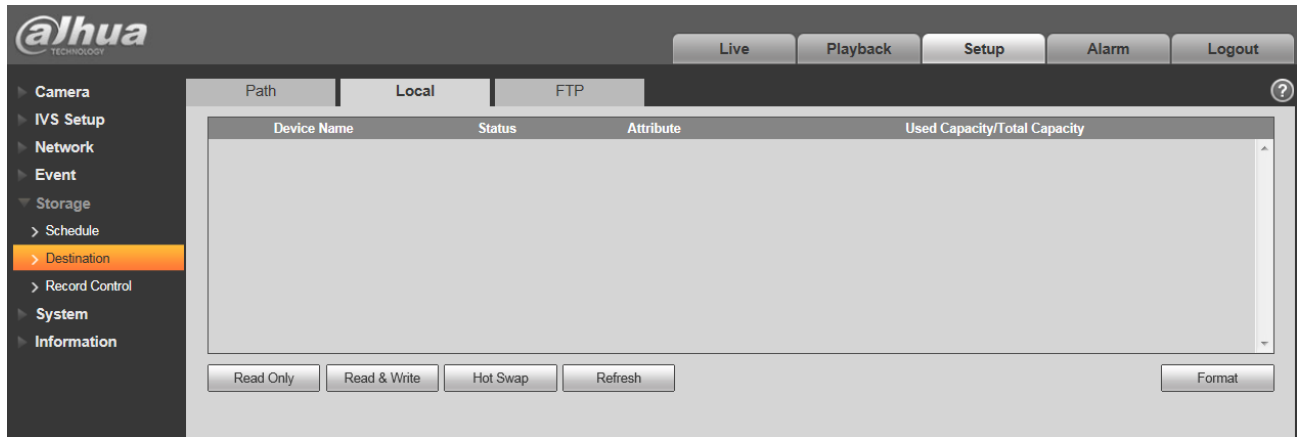 alhua
TECHNOLOGY
Live Playback Setup Alarm Logout
Camera
IVS Setup
Network
Event
Storage
Schedule
Destination
Record Control
System
Information
Path Local FTP
?
Device Name Status Attribute Used Capacity/Total Capacity
Read Only Read & Write Hot Swap Refresh Format